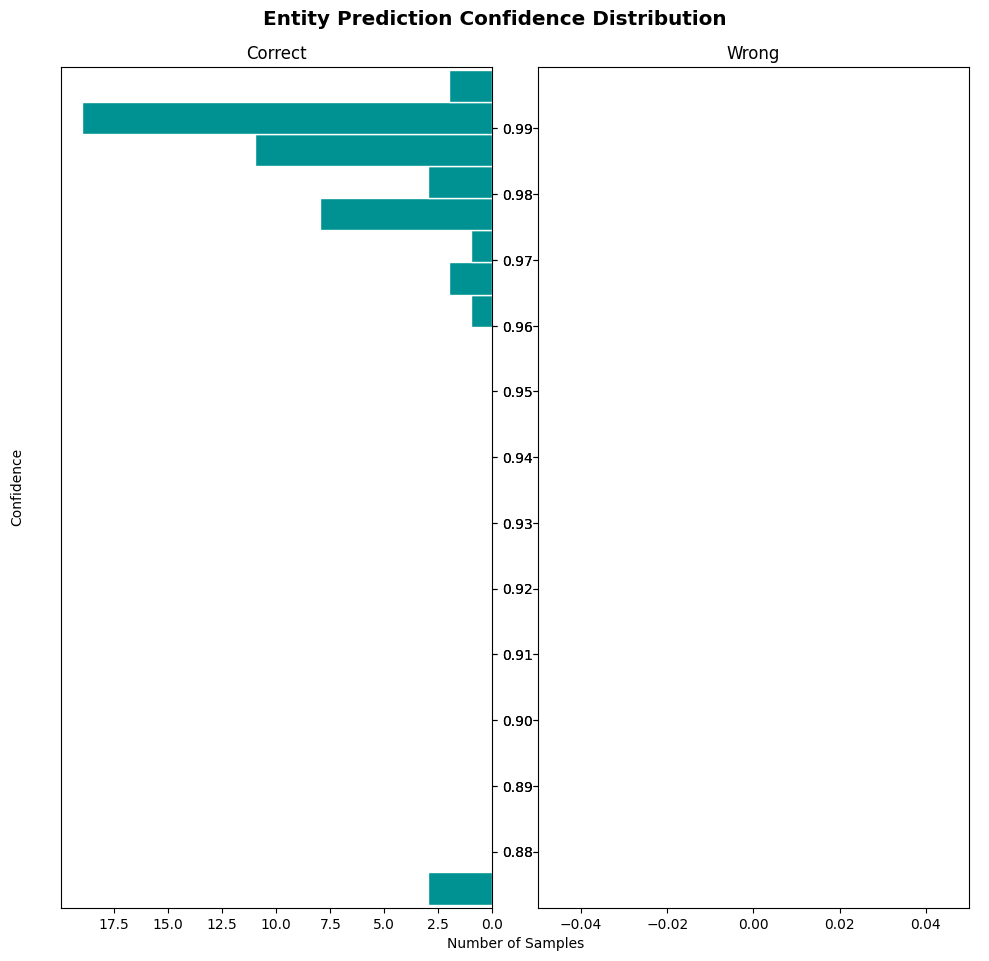 Entity Prediction Confidence Distribution
Correct
Wrong
0.99
0.98
0.97
0.96
0.95
0.94
0.93
0.92
0.91
0.90
0.89
0.88
Confidence
17.5 15.0 12.5 10.0 7.5 5.0 2.5 0.0
−0.04 −0.02 0.00 0.02 0.04
Number of Samples